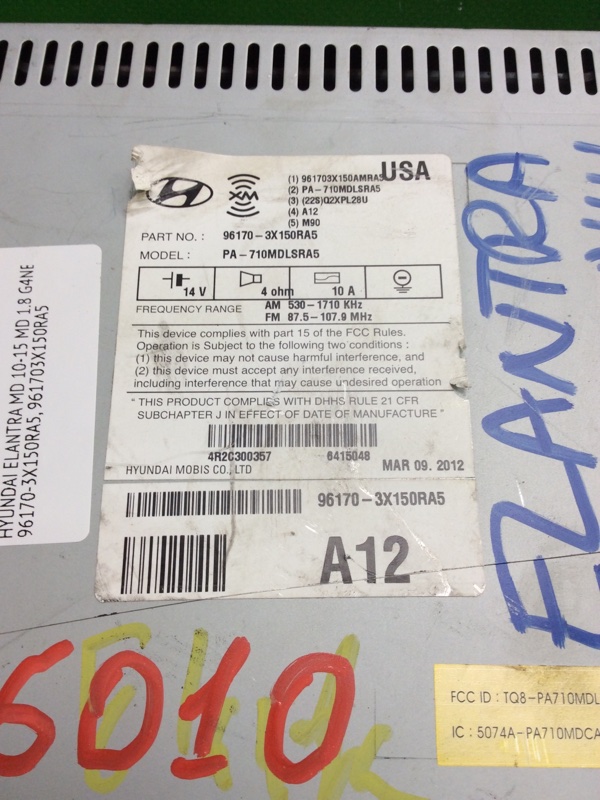 USA
XM
(1) 961703X150AMRA5
(2) PA-710MDLSRA5
(3) (22S)Q2XPL28U
(4) A12
(5) M90
PART NO. : 96170-3X150RA5
MODEL : PA-710MDLSRA5
14 V 4 ohm 10 A
FREQUENCY RANGE AM 530-1710 KHz
FM 87.5-107.9 MHz
This device complies with part 15 of the FCC Rules.
Operation is Subject to the following two conditions :
(1) this device may not cause harmful interference, and
(2) this device must accept any interference received,
including interference that may cause undesired operation
" THIS PRODUCT COMPLIES WITH DHHS RULE 21 CFR
SUBCHAPTER J IN EFFECT OF DATE OF MANUFACTURE "
4R2C300357 6415048
HYUNDAI MOBIS CO., LTD MAR 09. 2012
96170-3X150RA5
A12
HYUNDAI ELANTRA MD 10-15 MD 1.8 G4NE
96170-3X150RA5, 961703X150RA5
ELANTRA
5010
FCC ID : TQ8-PA710MDL
IC : 5074A-PA710MDCA